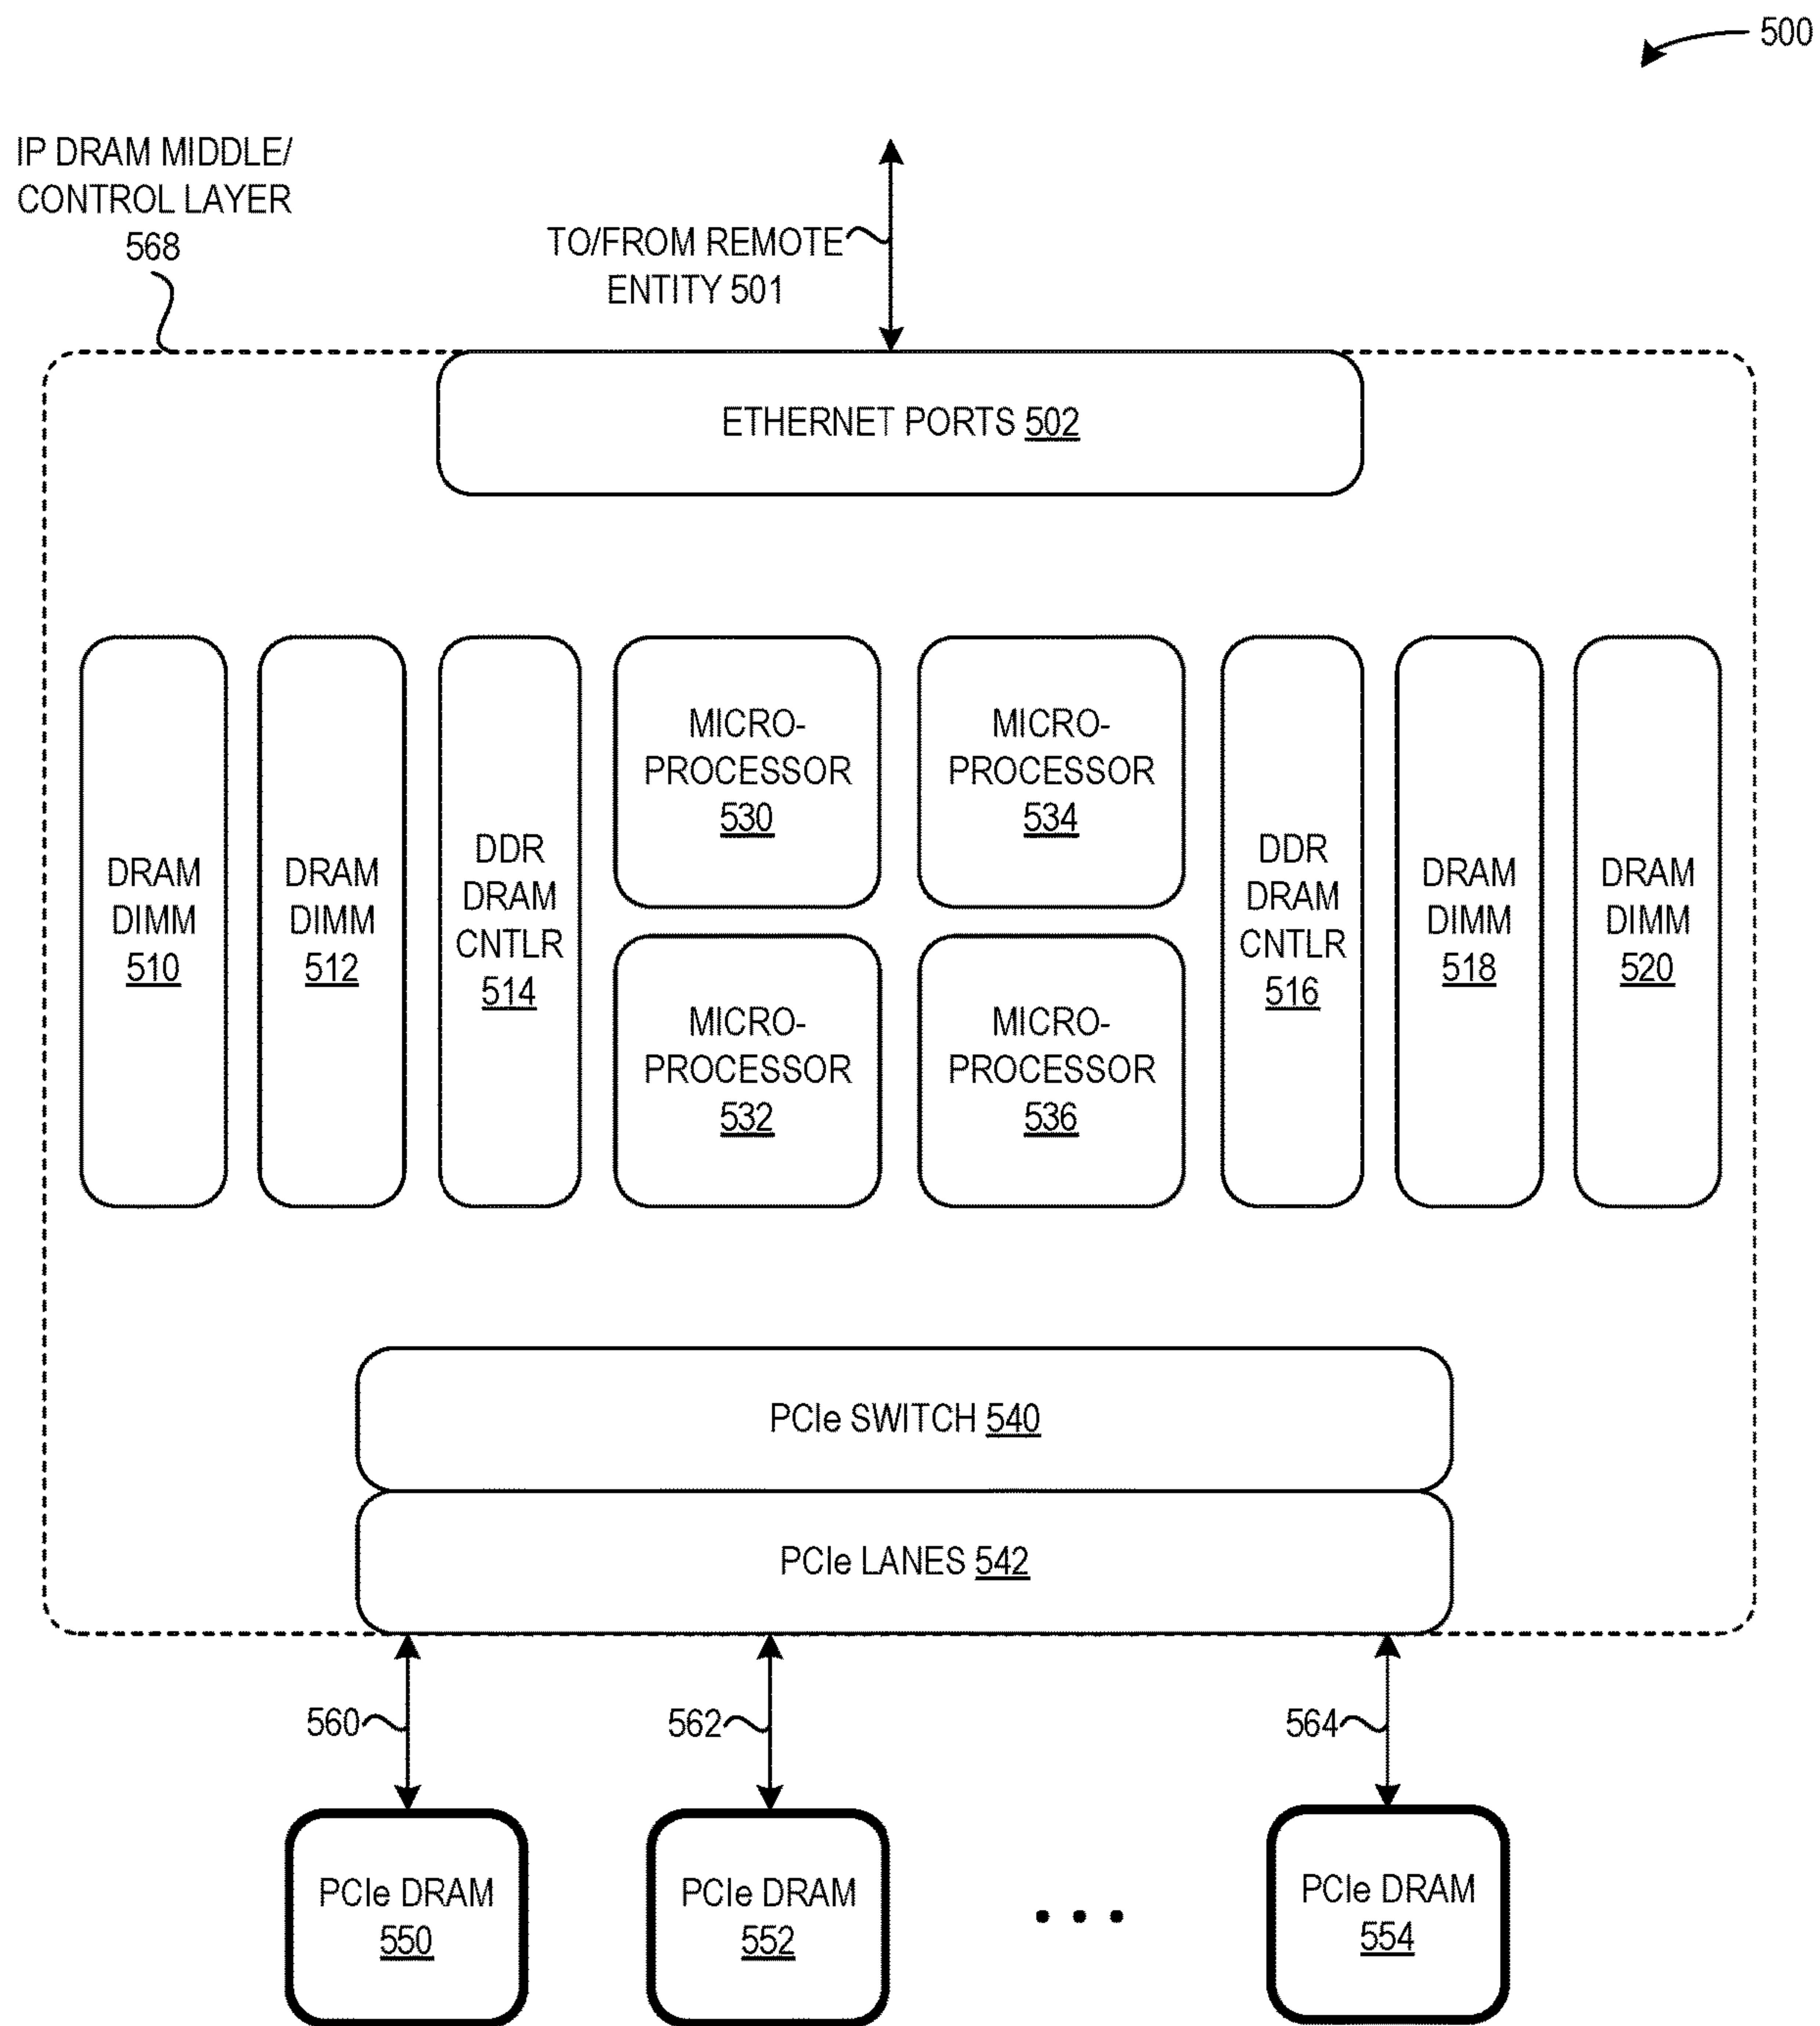 500
IP DRAM MIDDLE/
CONTROL LAYER
568
TO/FROM REMOTE
ENTITY 501
ETHERNET PORTS 502
DRAM
DIMM
510
DRAM
DIMM
512
DDR
DRAM
CNTLR
514
MICRO-
PROCESSOR
530
MICRO-
PROCESSOR
534
MICRO-
PROCESSOR
532
MICRO-
PROCESSOR
536
DDR
DRAM
CNTLR
516
DRAM
DIMM
518
DRAM
DIMM
520
PCIe SWITCH 540
PCIe LANES 542
560
562
564
PCIe DRAM
550
PCIe DRAM
552
PCIe DRAM
554